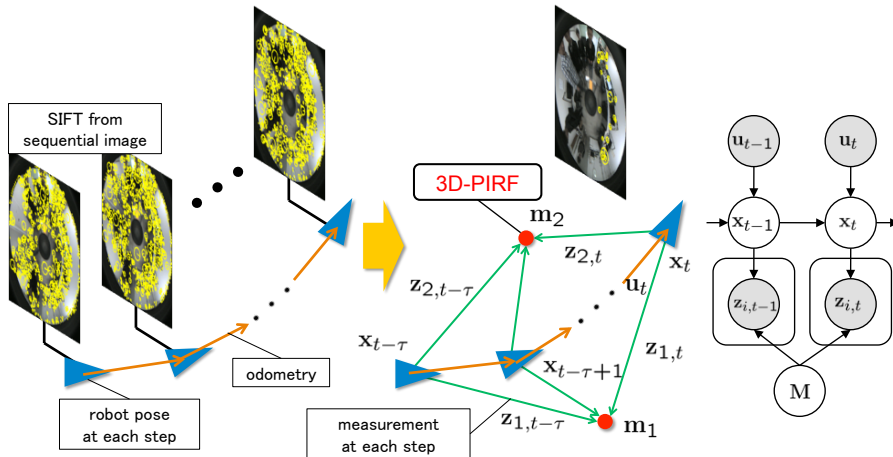 SIFT from
sequential image
robot pose
at each step
odometry
3D-PIRF
m₂
z₂,ₜ₋τ
z₂,ₜ
xₜ
uₜ
xₜ₋τ
xₜ₋τ₊₁
z₁,ₜ
z₁,ₜ₋τ
m₁
measurement
at each step
uₜ₋₁
uₜ
xₜ₋₁
xₜ
zᵢ,ₜ₋₁
zᵢ,ₜ
M